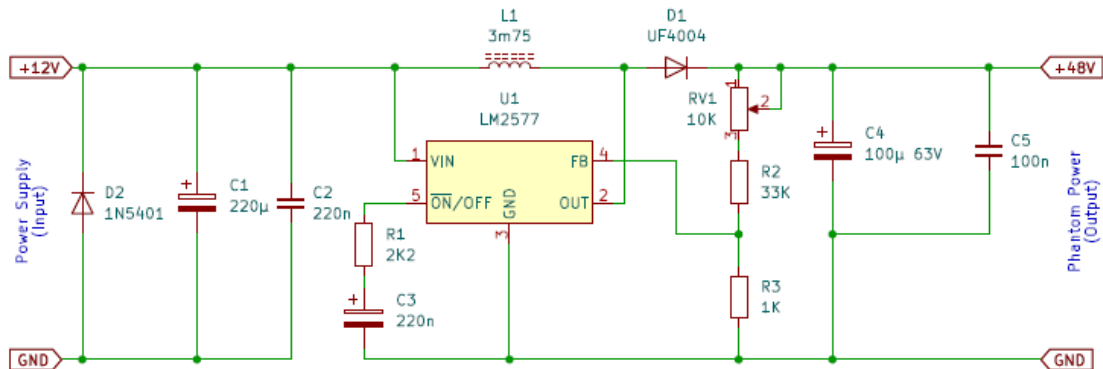 L1
3m75
D1
UF4004
+12V
+48V
U1
LM2577
RV1
10K
1
2
3
1
VIN
FB
4
5
ON/OFF
GND
OUT
2
3
C4
100µ 63V
C5
100n
R2
33K
D2
1N5401
C1
220µ
C2
220n
R1
2K2
C3
220n
R3
1K
Power Supply
(Input)
Phantom Power
(Output)
GND
GND
+
+
+